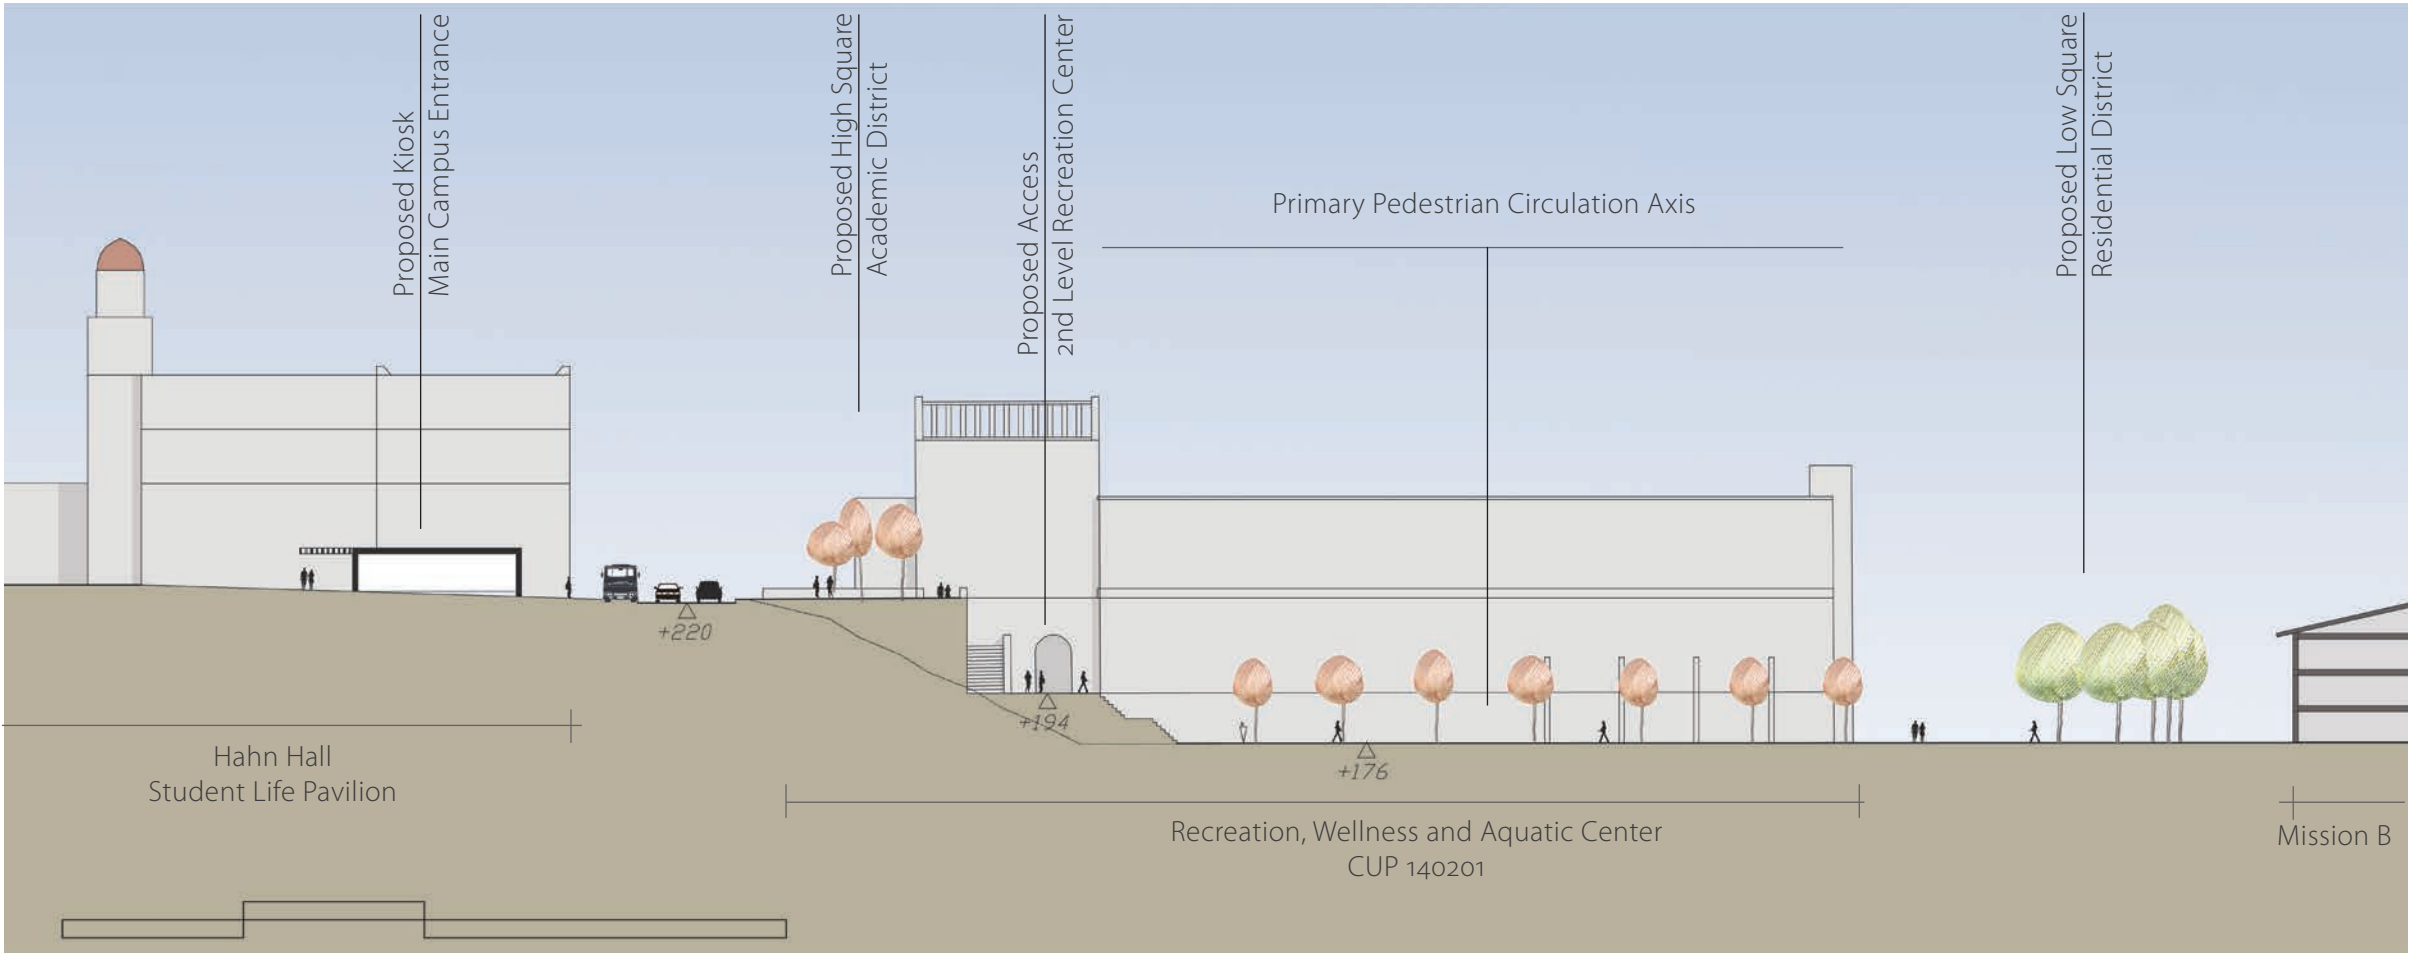 Proposed Kiosk
Main Campus Entrance
Proposed High Square
Academic District
Proposed Access
2nd Level Recreation Center
Primary Pedestrian Circulation Axis
Proposed Low Square
Residential District
+220
+194
+176
Hahn Hall
Student Life Pavilion
Recreation, Wellness and Aquatic Center
CUP 140201
Mission B